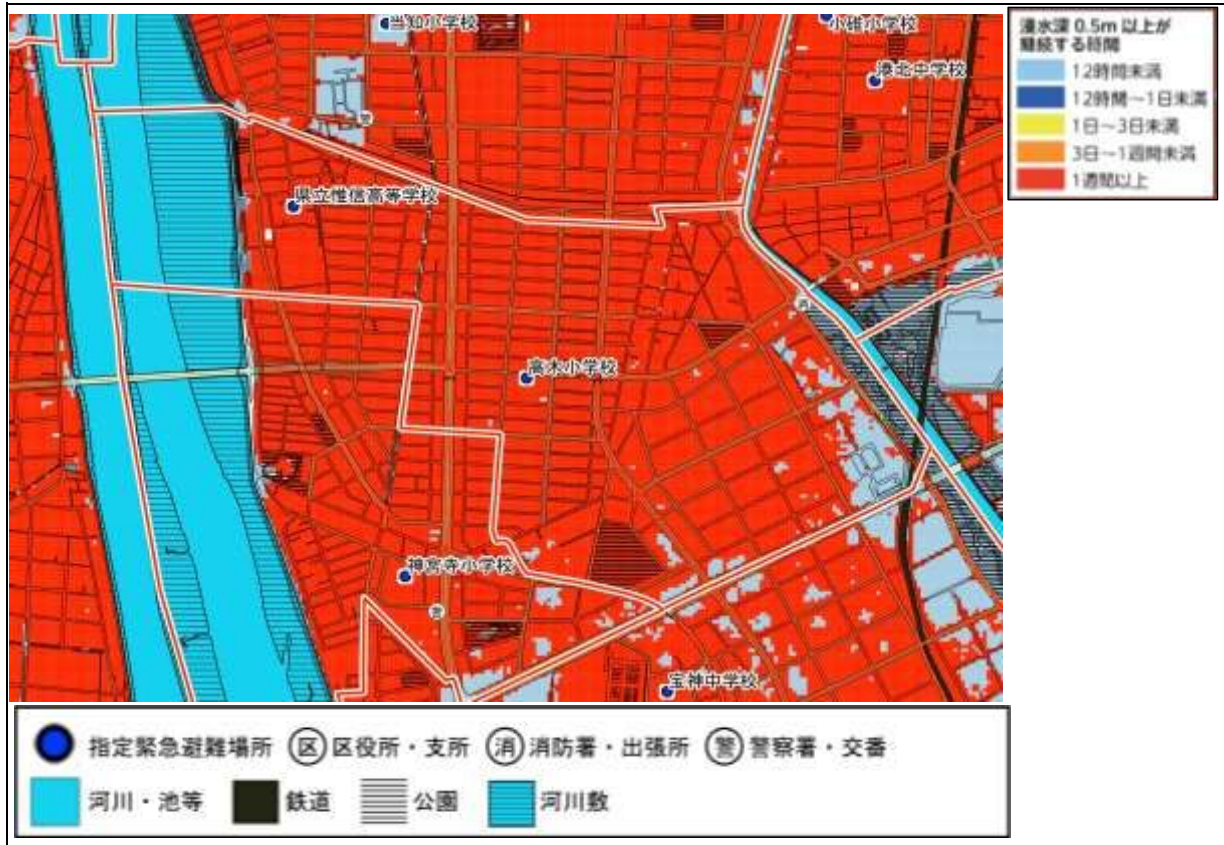 当知小学校
小碓小学校
港北中学校
県立惟信高等学校
高木小学校
神宮寺小学校
宝神中学校
浸水深 0.5m 以上が
継続する時間
12時間未満
12時間～1日未満
1日～3日未満
3日～1週間未満
1週間以上
指定緊急避難場所 区 区役所・支所 消 消防署・出張所 警 警察署・交番
河川・池等 鉄道 公園 河川敷